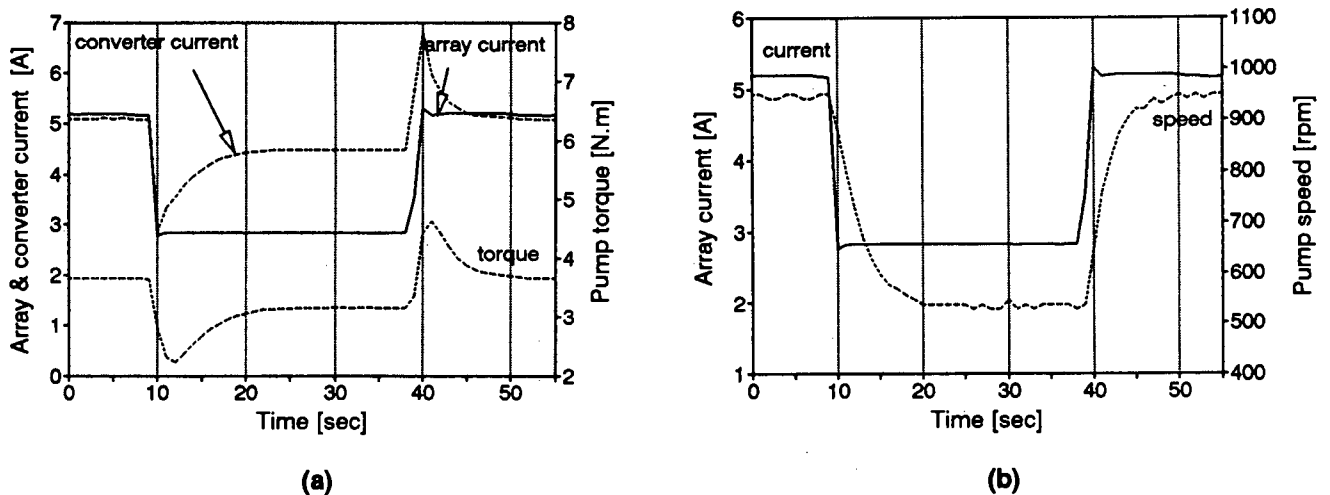 7
6
5
4
3
2
1
0
8
7
6
5
4
3
2
converter current
array current
torque
Array & converter current [A]
Pump torque [N.m]
0 10 20 30 40 50
Time [sec]
(a)
6
5
4
3
2
1
1100
1000
900
800
700
600
500
400
current
speed
Array current [A]
Pump speed [rpm]
0 10 20 30 40 50
Time [sec]
(b)